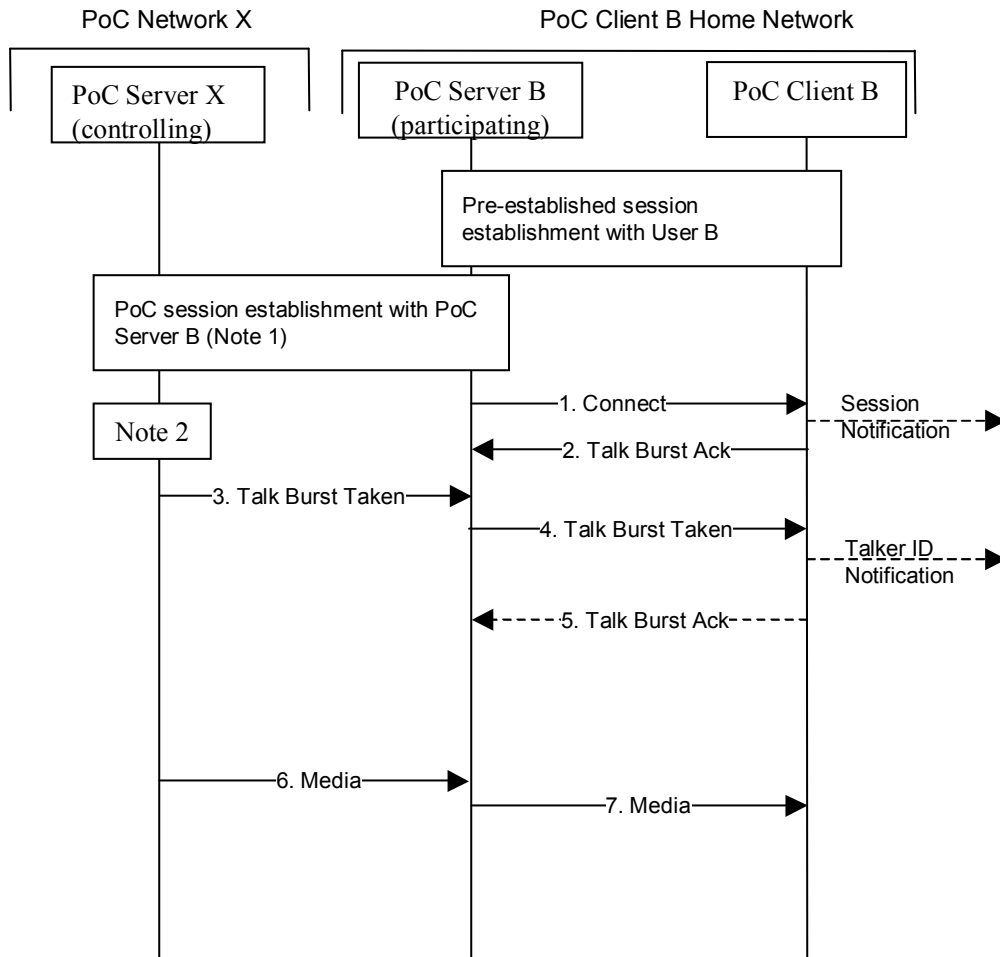 PoC Network X
PoC Client B Home Network
PoC Server X
(controlling)
PoC Server B
(participating)
PoC Client B
Pre-established session
establishment with User B
PoC session establishment with PoC
Server B (Note 1)
Note 2
1. Connect
Session
Notification
2. Talk Burst Ack
3. Talk Burst Taken
4. Talk Burst Taken
Talker ID
Notification
5. Talk Burst Ack
6. Media
7. Media